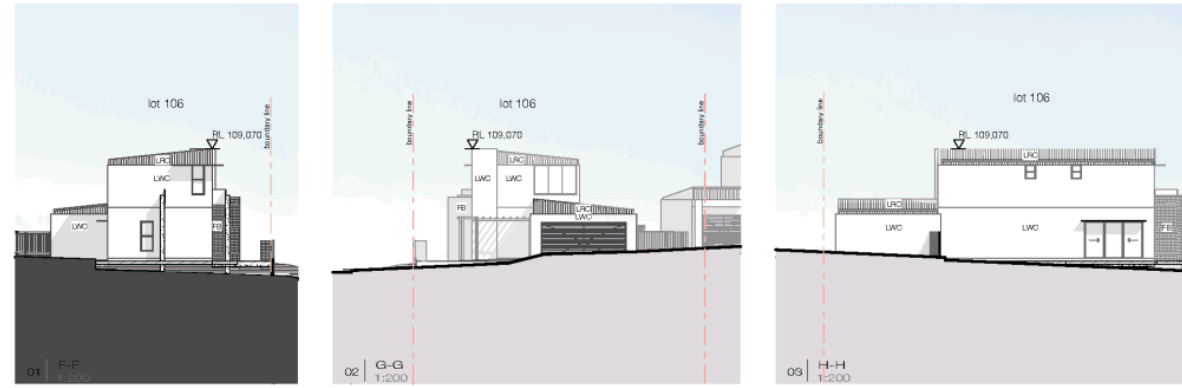 lot 106
boundary line
RL 109,070
LRC
LWC
LWC
FB
01 F-F
1:200
lot 106
boundary line
boundary line
RL 109,070
LRC
LWC
LWC
FB
LRC
LWC
02 G-G
1:200
lot 106
boundary line
RL 109,070
LRC
LRC
LWC
LWC
FB
03 H-H
1:200